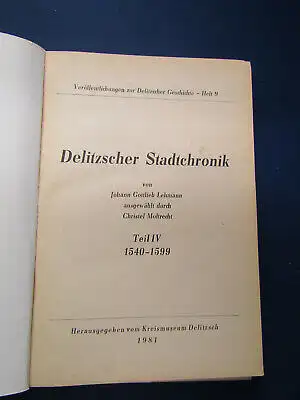 Veröffentlichungen zur Delitzscher Geschichte – Heft 9
Delitzscher Stadtchronik
von
Johann Gottlieb Lehmann
ausgewählt durch
Christel Moltrecht
Teil IV
1540–1599
Herausgegeben vom Kreismuseum Delitzsch
1981